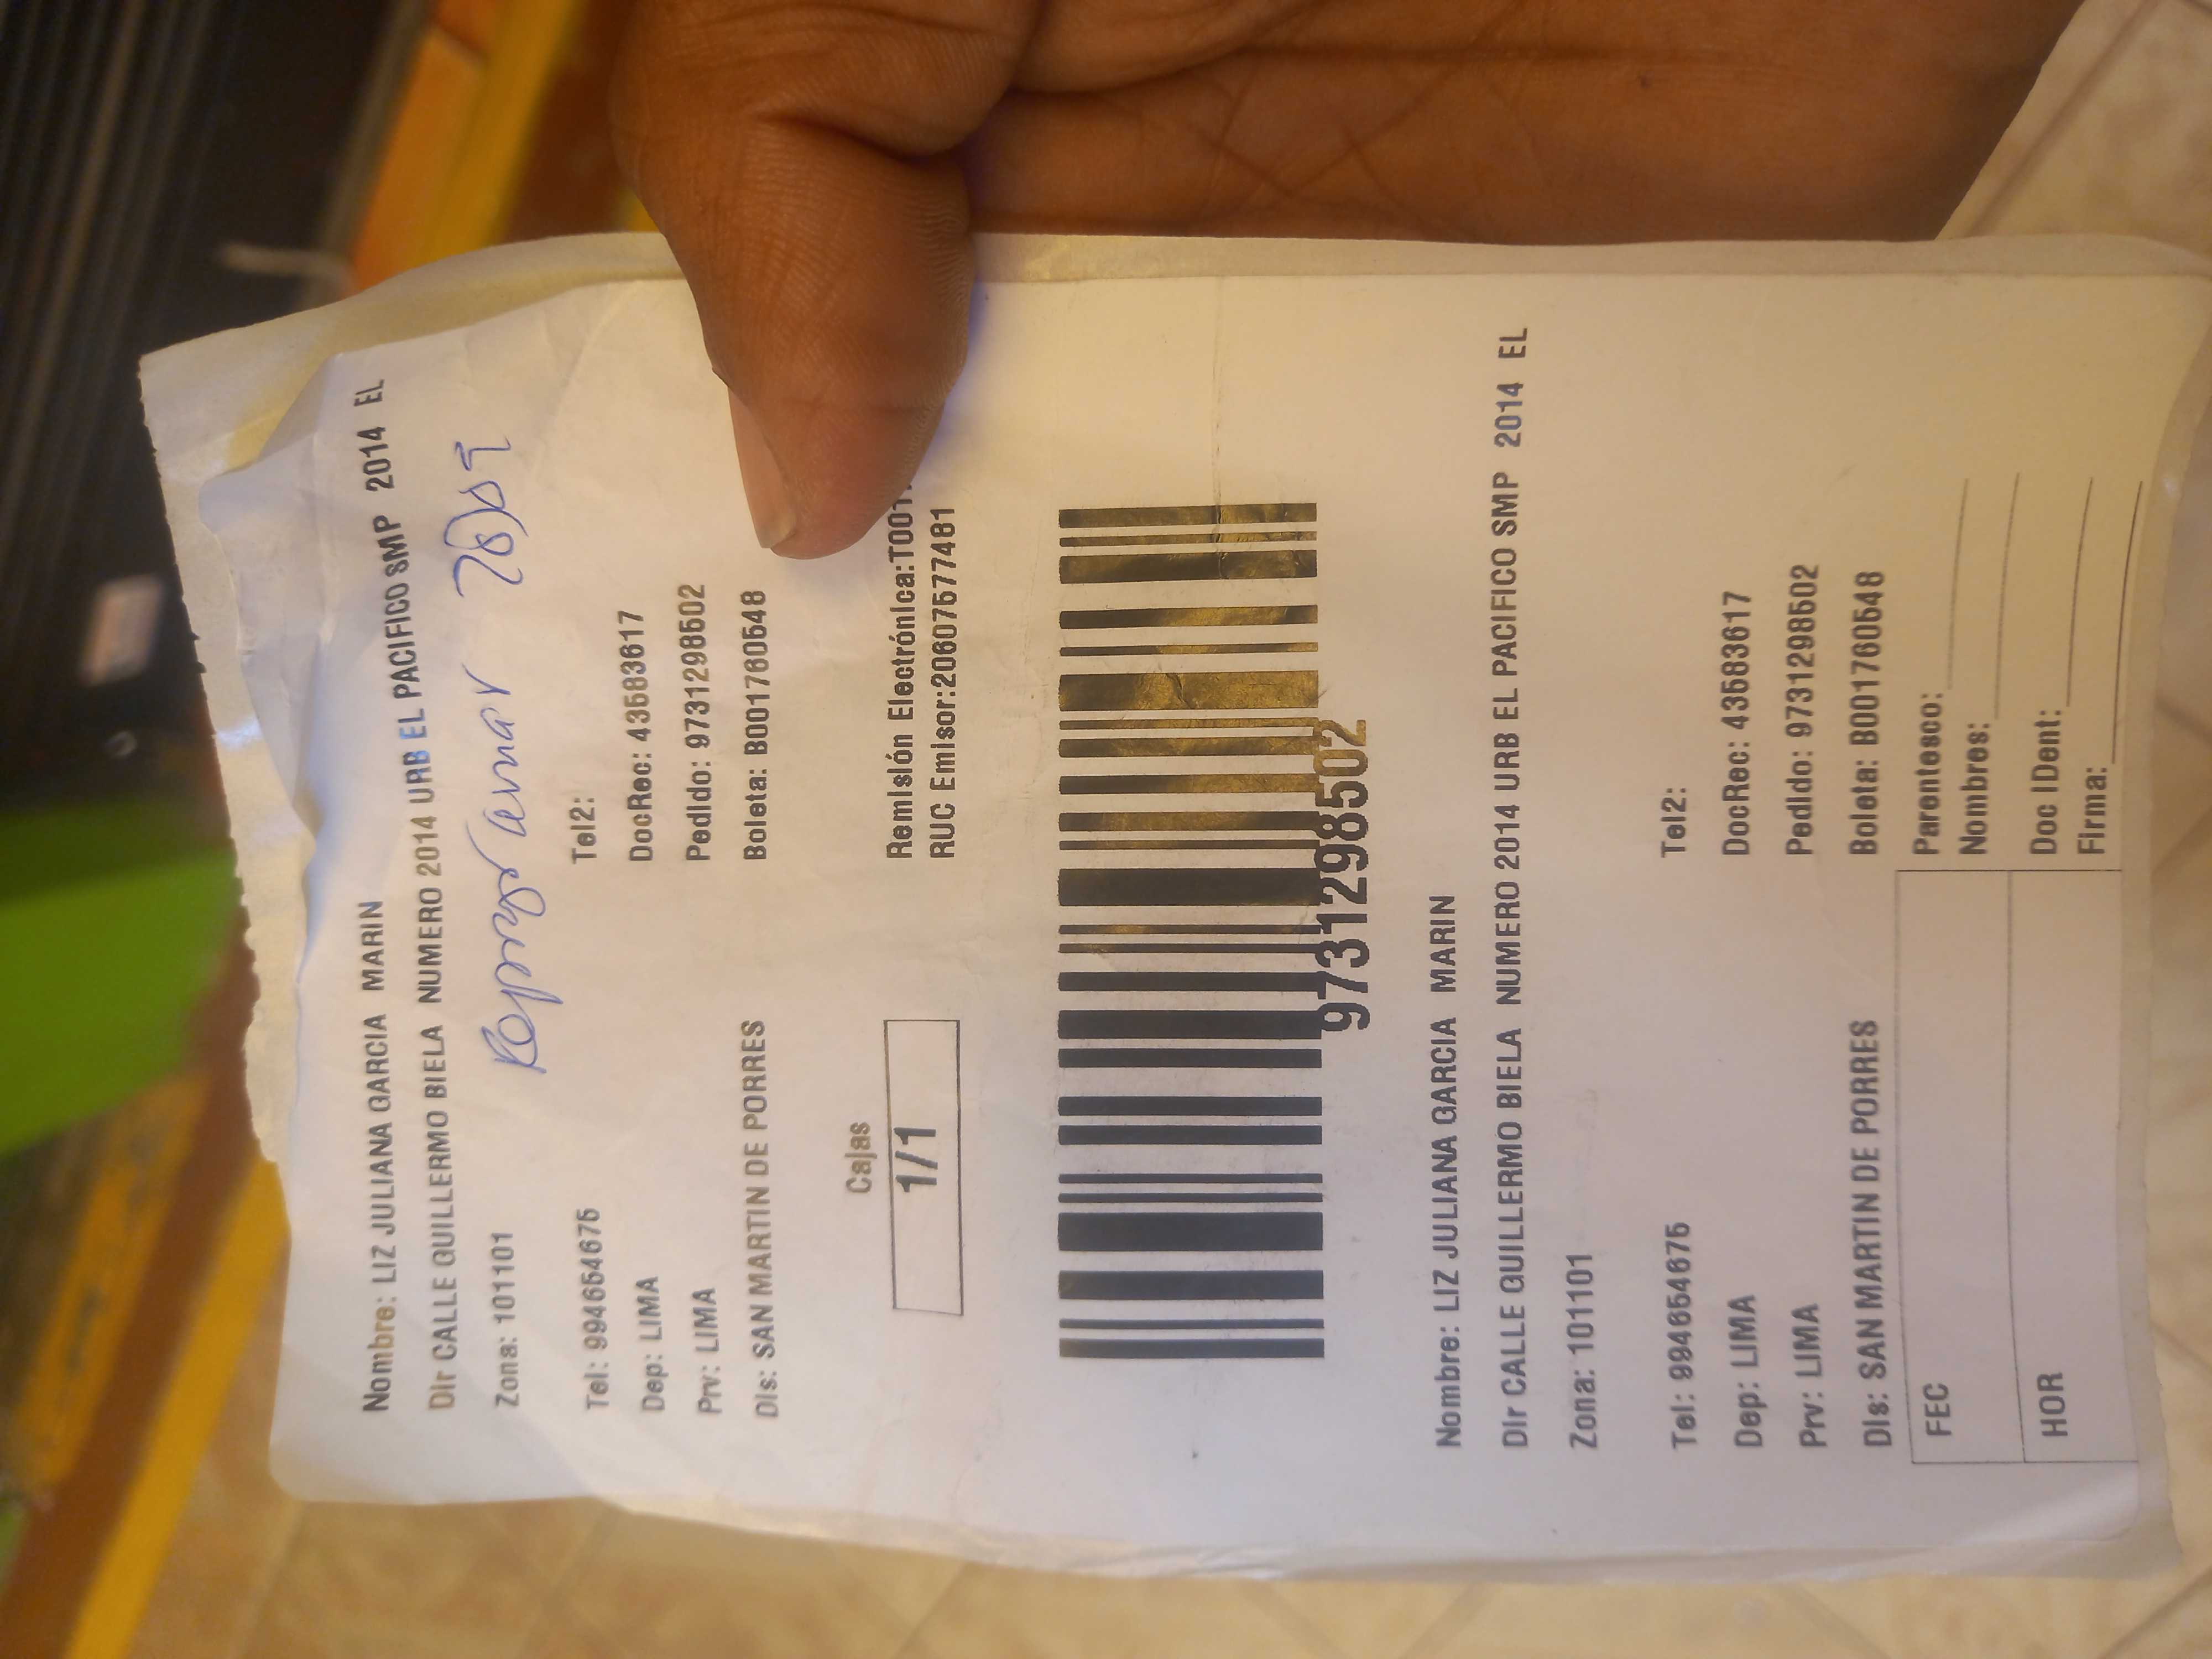 Nombre: LIZ JULIANA GARCIA MARIN
Dir CALLE GUILLERMO BIELA NUMERO 2014 URB EL PACIFICO SMP 2014 EL
Zona: 101101
Tel: 994654675 Tel2:
Dep: LIMA DocRec: 43583617
Prv: LIMA Pedido: 97312985​02
Dis: SAN MARTIN DE PORRES Boleta: B001760548
Cajas
1/1
Remisión Electrónica:T001
RUC Emisor:20607577481
9731298502
Nombre: LIZ JULIANA GARCIA MARIN
Dir CALLE GUILLERMO BIELA NUMERO 2014 URB EL PACIFICO SMP 2014 EL
Zona: 101101
Tel: 994654675 Tel2:
Dep: LIMA DocRec: 43583617
Prv: LIMA Pedido: 9731298502
Dis: SAN MARTIN DE PORRES Boleta: B001760548
FEC Parentesco:
Nombres:
HOR Doc IDent:
Firma: